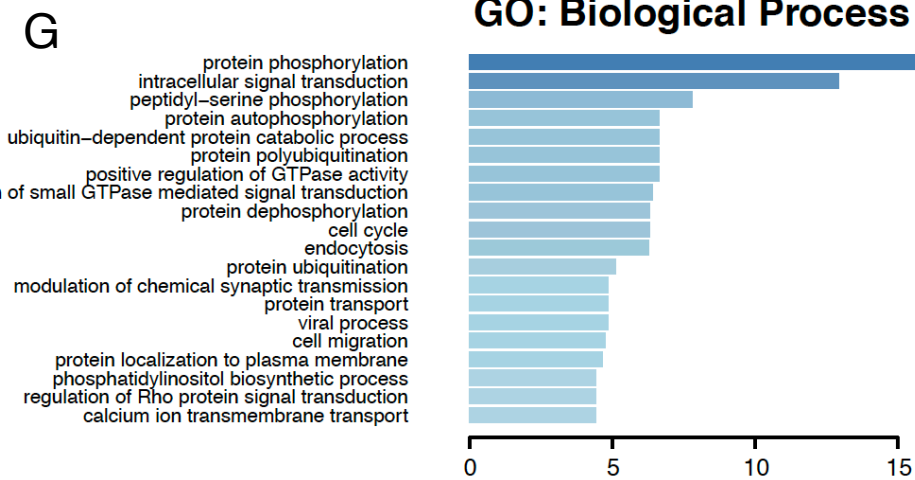 G
GO: Biological Process
protein phosphorylation
intracellular signal transduction
peptidyl−serine phosphorylation
protein autophosphorylation
ubiquitin−dependent protein catabolic process
protein polyubiquitination
positive regulation of GTPase activity
of small GTPase mediated signal transduction
protein dephosphorylation
cell cycle
endocytosis
protein ubiquitination
modulation of chemical synaptic transmission
protein transport
viral process
cell migration
protein localization to plasma membrane
phosphatidylinositol biosynthetic process
regulation of Rho protein signal transduction
calcium ion transmembrane transport
0 5 10 15